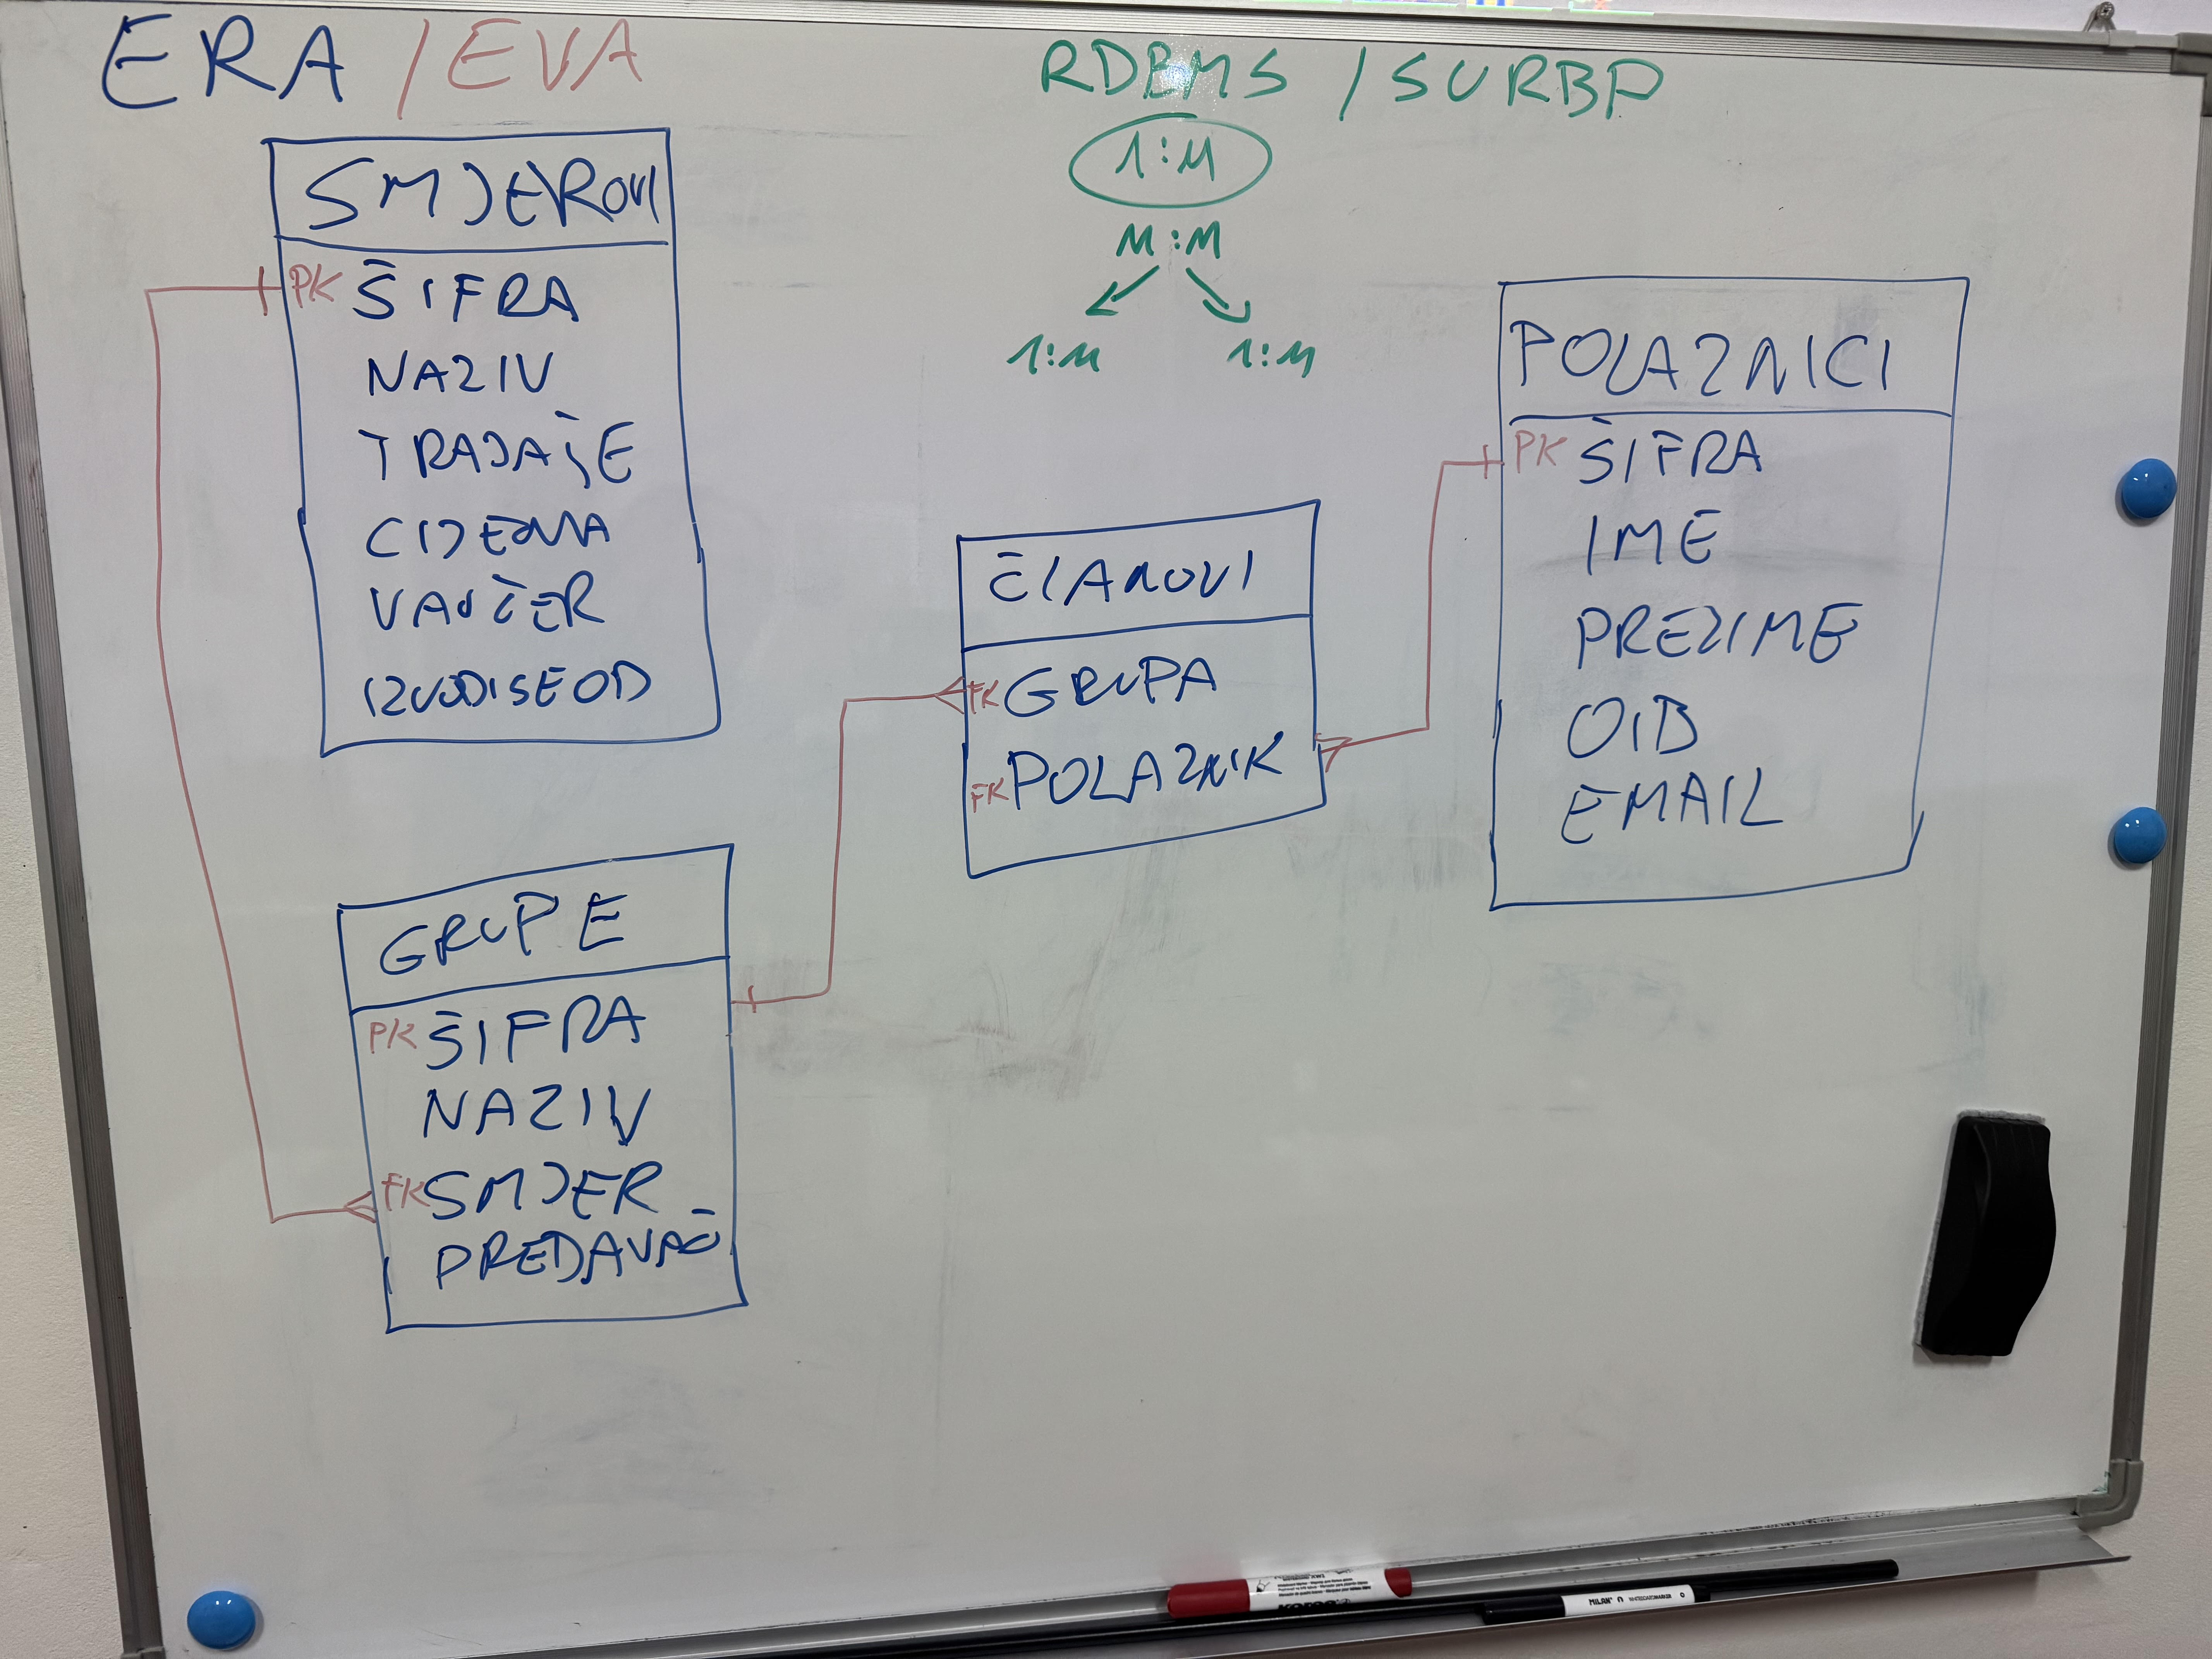 ERA / EVA
RDBMS / SURBP
1:M
M:M
1:M 1:M
SMJEROVI
PK ŠIFRA
NAZIV
TRAJAJE
CIJENA
VAUČER
IZVODISEOD
GRUPE
PK ŠIFRA
NAZIV
FK SMJER
PREDAVAČ
ČLANOVI
FK GRUPA
FK POLAZNIK
POLAZNICI
PK ŠIFRA
IME
PREZIME
OIB
EMAIL
MILAN